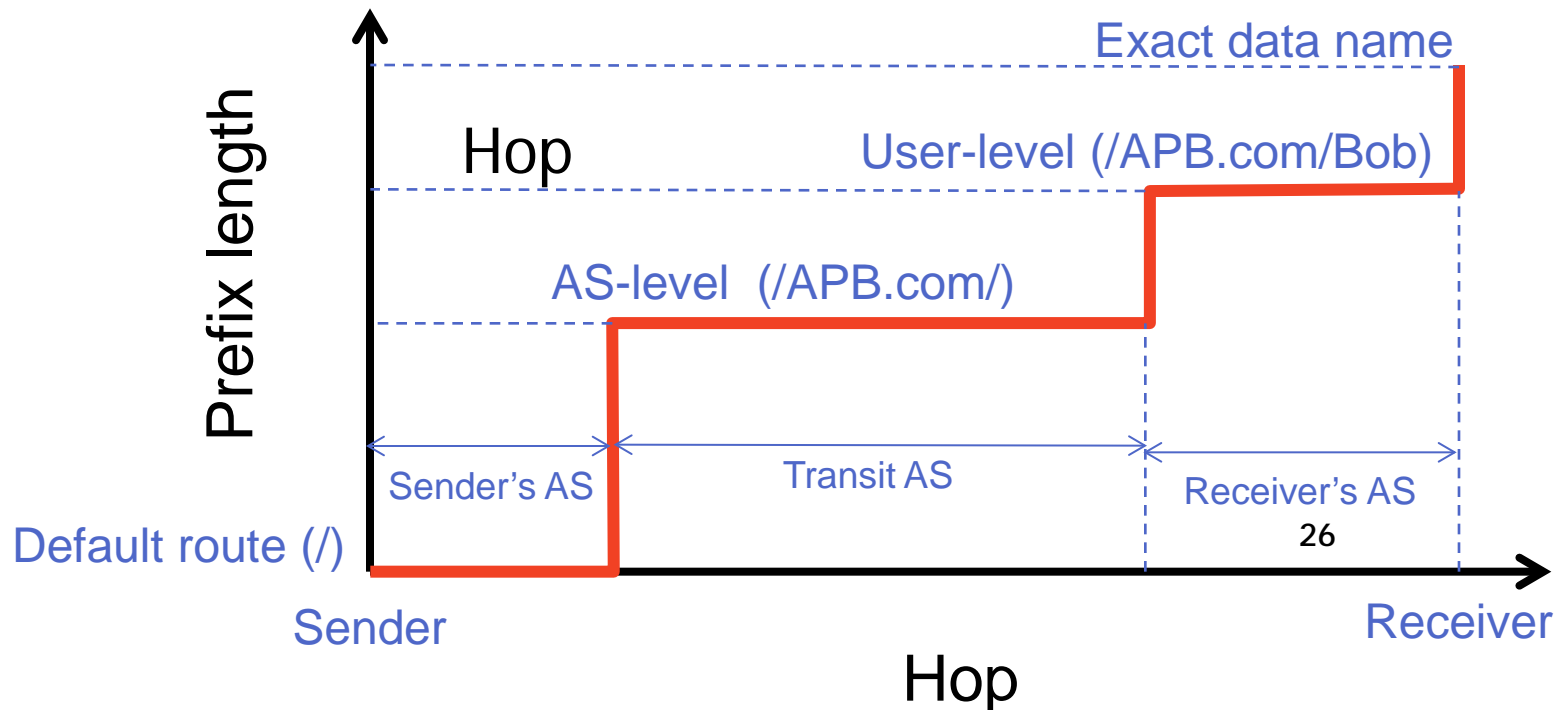 Exact data name
Prefix length
Hop
User-level (/APB.com/Bob)
AS-level (/APB.com/)
Sender’s AS
Transit AS
Receiver’s AS
26
Default route (/)
Sender
Receiver
Hop